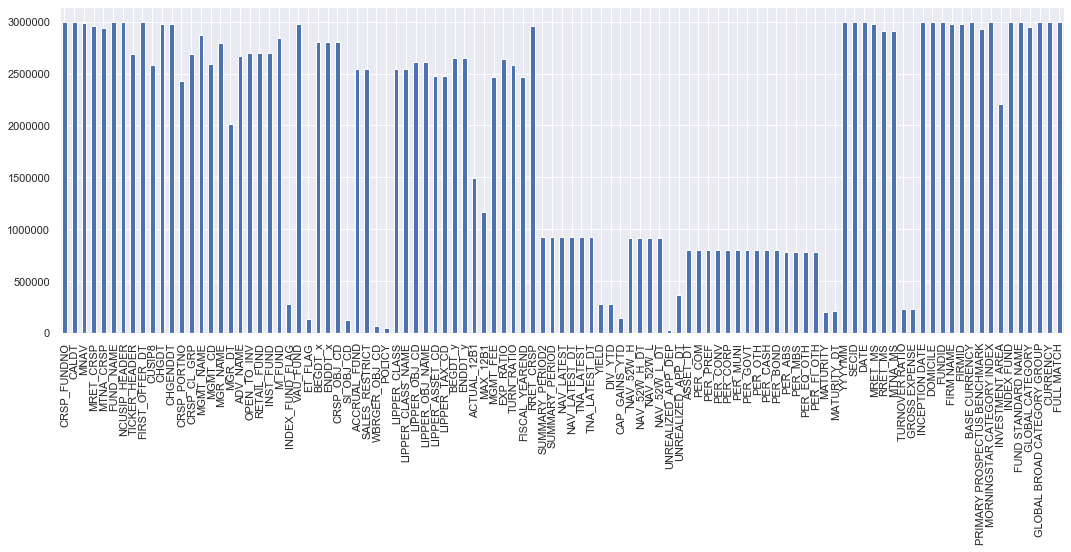 3000000
2500000
2000000
1500000
1000000
500000
0
CRSP_FUNDNO
CALDT
MNAV
MRET_CRSP
MTNA_CRSP
FUND_NAME
NCUSIP_HEADER
TICKER_HEADER
FIRST_OFFER_DT
CUSIP8
CHGDT
CHGENDDT
CRSP_PORTNO
CRSP_CL_GRP
MGMT_NAME
MGMT_CD
MGR_NAME
MGR_DT
ADV_NAME
OPEN_TO_INV
RETAIL_FUND
INST_FUND
M_FUND
INDEX_FUND_FLAG
VAU_FUND
ET_FLAG
BEGDT_x
ENDDT_x
CRSP_OBJ_CD
SI_OBJ_CD
ACCRUAL_FUND
SALES_RESTRICT
WBRGER_OBJ_CD
POLICY
LIPPER_CLASS
LIPPER_CLASS_NAME
LIPPER_OBJ_CD
LIPPER_OBJ_NAME
LIPPER_ASSET_CD
LIPPER_TAX_CD
BEGDT_y
ENDDT_y
ACTUAL_12B1
MAX_12B1
MGMT_FEE
EXP_RATIO
TURN_RATIO
FISCAL_YEAREND
RRET_CRSP
SUMMARY_PERIOD2
SUMMARY_PERIOD
NAV_LATEST
NAV_LATEST_DT
TNA_LATEST
TNA_LATEST_DT
YIELD
DIV_YTD
CAP_GAINS_YTD
NAV_52W_H
NAV_52W_H_DT
NAV_52W_L
NAV_52W_L_DT
UNREALIZED_APP_DEP
UNREALIZED_APP_DT
ASSET_DT
PER_COM
PER_PREF
PER_CONV
PER_CORP
PER_MUNI
PER_GOVT
PER_OTH
PER_CASH
PER_BOND
PER_ABS
PER_MBS
PER_EQ_OTH
PER_FI_OTH
MATURITY
MATURITY_DT
YYYYMM
SECID
DATE
MRET_MS
RRET_MS
MTNA_MS
TURNOVER RATIO
GROSS EXPENSE
INCEPTION DATE
DOMICILE
FUNDID
FIRM NAME
FIRMID
BASE CURRENCY
PRIMARY PROSPECTUS BENCHMARK
MORNINGSTAR CATEGORY INDEX
INVESTMENT AREA
INDEX FUND
FUND STANDARD NAME
GLOBAL CATEGORY
GLOBAL BROAD CATEGORY GROUP
CURRENCY
FULL MATCH